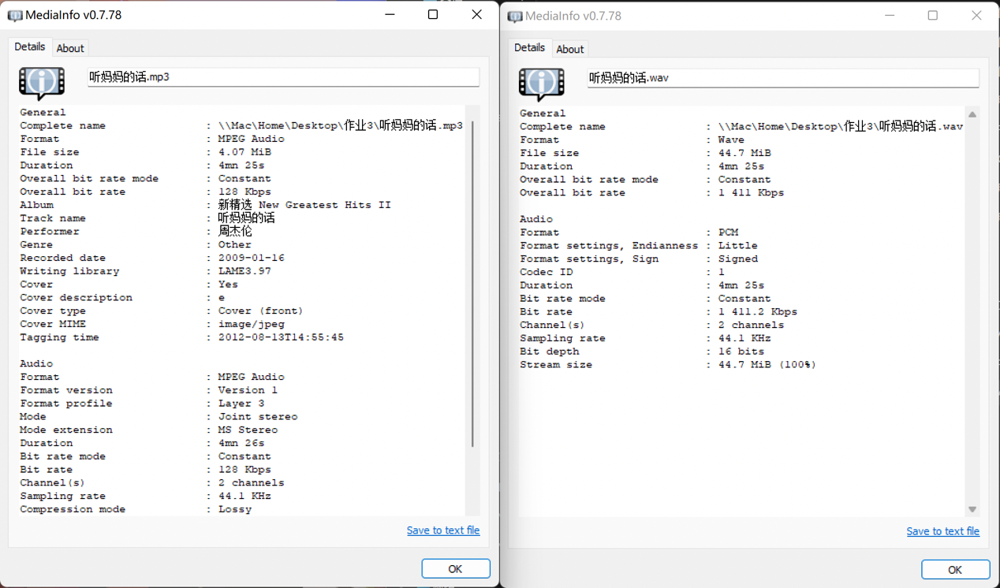 MediaInfo v0.7.78
Details
About
听妈妈的话.mp3
General
Complete name : \\Mac\Home\Desktop\作业3\听妈妈的话.mp3
Format : MPEG Audio
File size : 4.07 MiB
Duration : 4mn 25s
Overall bit rate mode : Constant
Overall bit rate : 128 Kbps
Album : 新精选 New Greatest Hits II
Track name : 听妈妈的话
Performer : 周杰伦
Genre : Other
Recorded date : 2009-01-16
Writing library : LAME3.97
Cover : Yes
Cover description : e
Cover type : Cover (front)
Cover MIME : image/jpeg
Tagging time : 2012-08-13T14:55:45
Audio
Format : MPEG Audio
Format version : Version 1
Format profile : Layer 3
Mode : Joint stereo
Mode extension : MS Stereo
Duration : 4mn 26s
Bit rate mode : Constant
Bit rate : 128 Kbps
Channel(s) : 2 channels
Sampling rate : 44.1 KHz
Compression mode : Lossy
Save to text file
OK
MediaInfo v0.7.78
Details
About
听妈妈的话.wav
General
Complete name : \\Mac\Home\Desktop\作业3\听妈妈的话.wav
Format : Wave
File size : 44.7 MiB
Duration : 4mn 25s
Overall bit rate mode : Constant
Overall bit rate : 1 411 Kbps
Audio
Format : PCM
Format settings, Endianness : Little
Format settings, Sign : Signed
Codec ID : 1
Duration : 4mn 25s
Bit rate mode : Constant
Bit rate : 1 411.2 Kbps
Channel(s) : 2 channels
Sampling rate : 44.1 KHz
Bit depth : 16 bits
Stream size : 44.7 MiB (100%)
Save to text file
OK